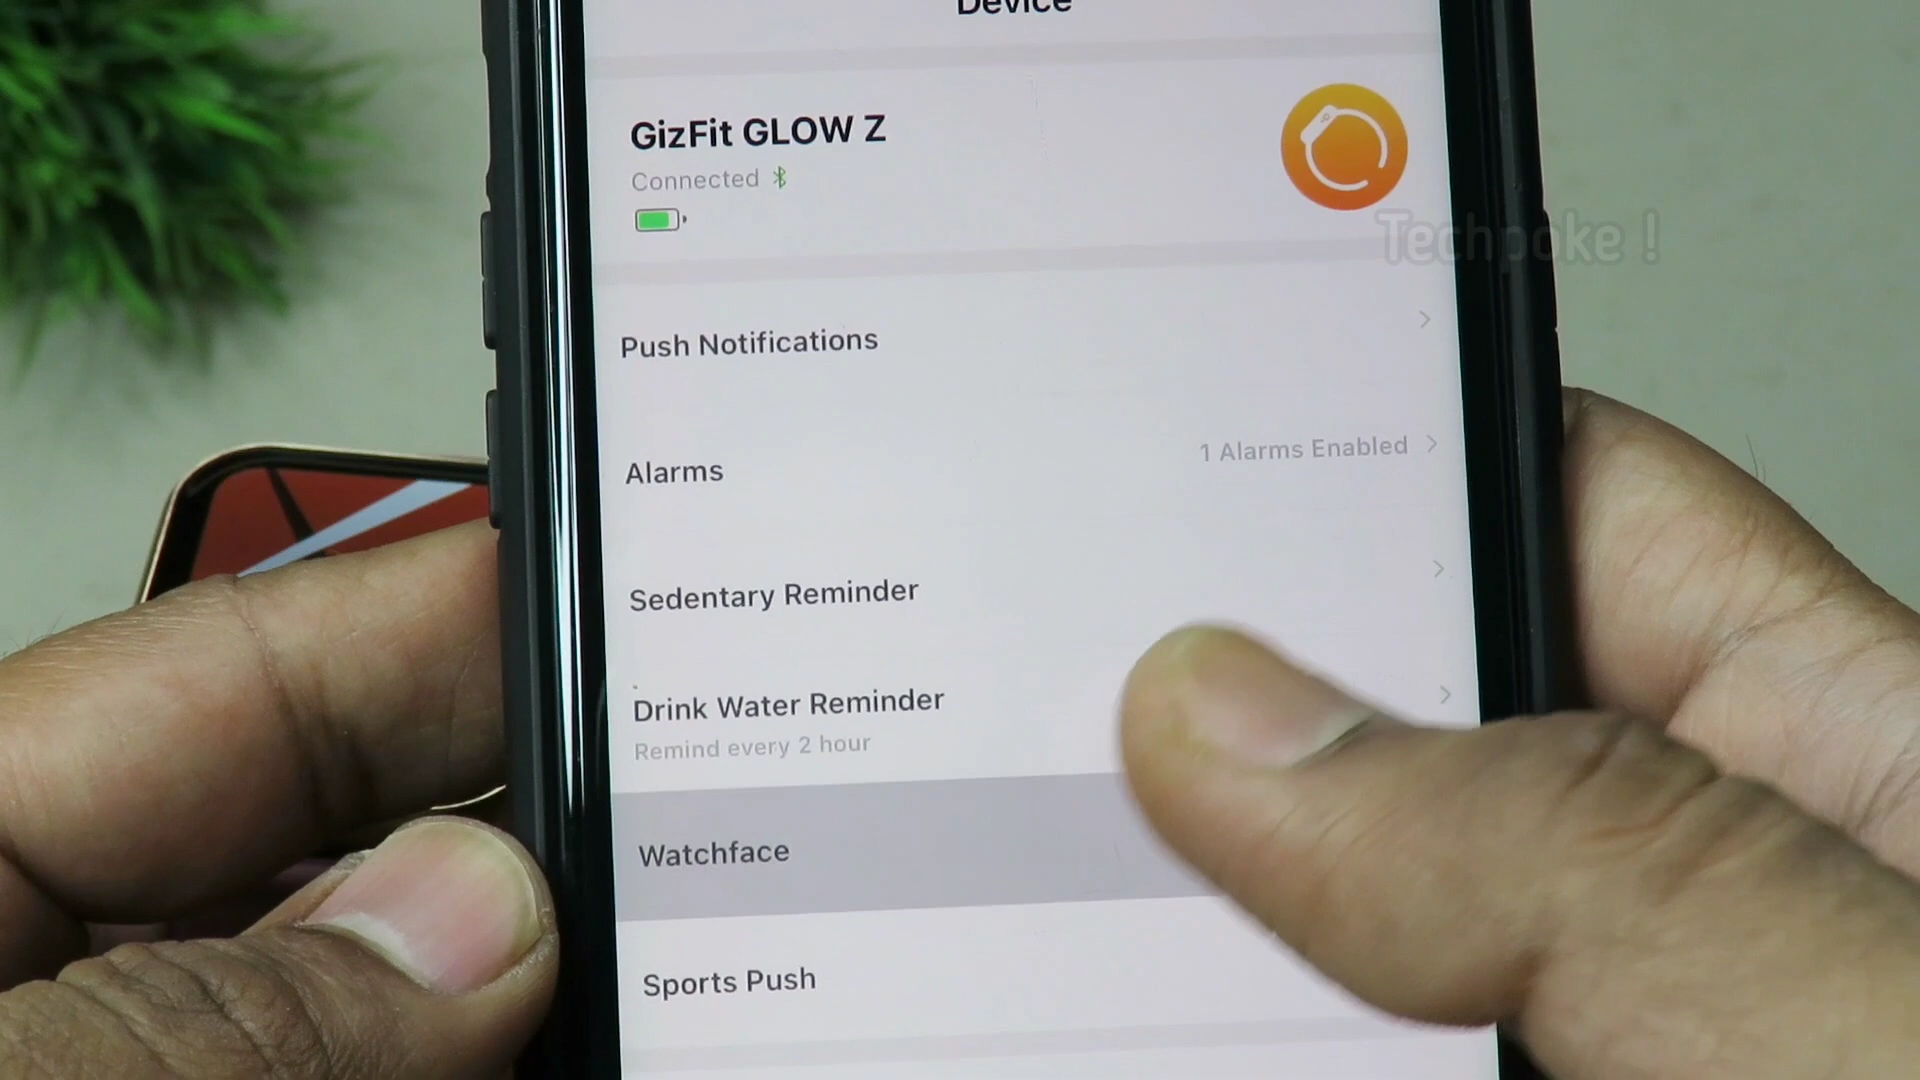 Device
GizFit GLOW Z
Connected
Techpoke !
Push Notifications
Alarms
1 Alarms Enabled
Sedentary Reminder
Drink Water Reminder
Remind every 2 hour
Watchface
Sports Push